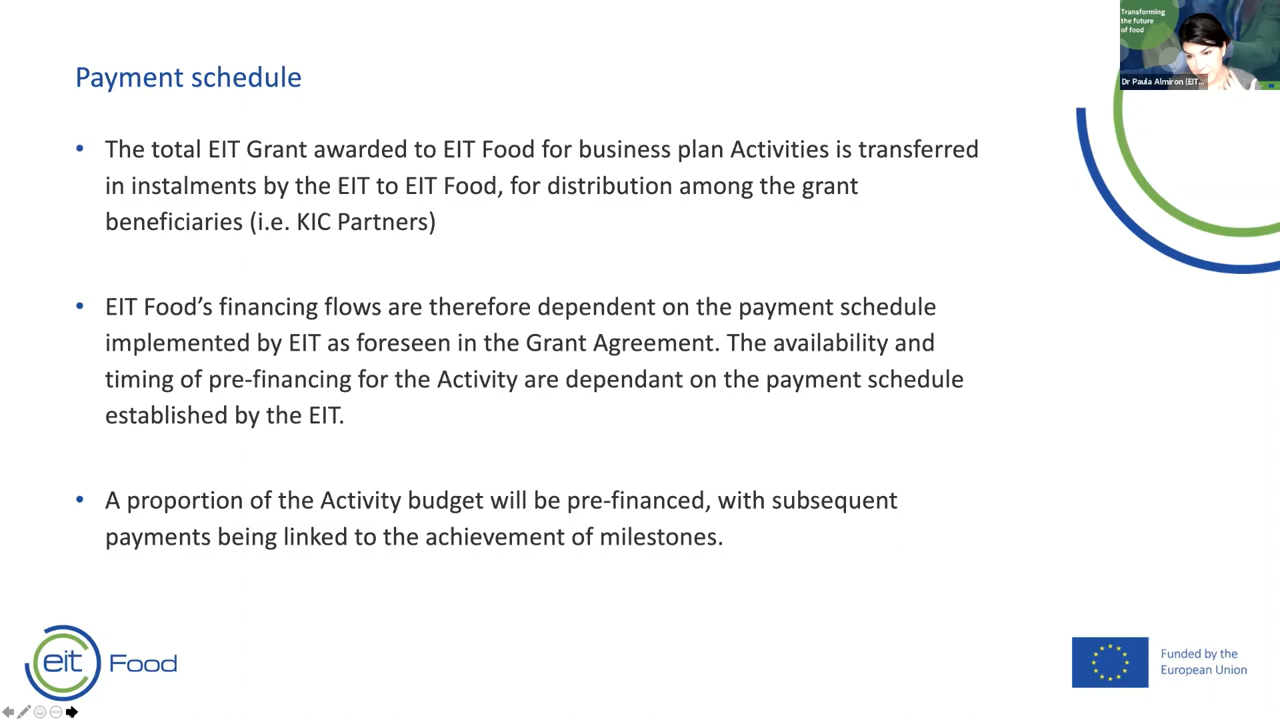 Transforming
the future
of food
Dr Paula Almiron (EIT...
Payment schedule
• The total EIT Grant awarded to EIT Food for business plan Activities is transferred
in instalments by the EIT to EIT Food, for distribution among the grant
beneficiaries (i.e. KIC Partners)
• EIT Food’s financing flows are therefore dependent on the payment schedule
implemented by EIT as foreseen in the Grant Agreement. The availability and
timing of pre-financing for the Activity are dependant on the payment schedule
established by the EIT.
• A proportion of the Activity budget will be pre-financed, with subsequent
payments being linked to the achievement of milestones.
eit Food
Funded by the
European Union